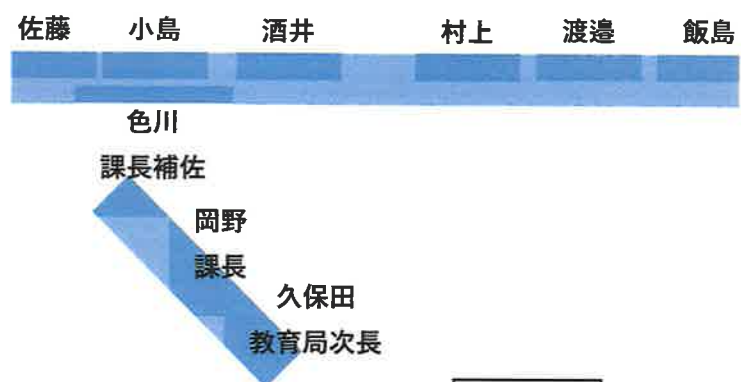 佐藤 小島 酒井 村上 渡邉 飯島
色川
課長補佐
岡野
課長
久保田
教育局次長